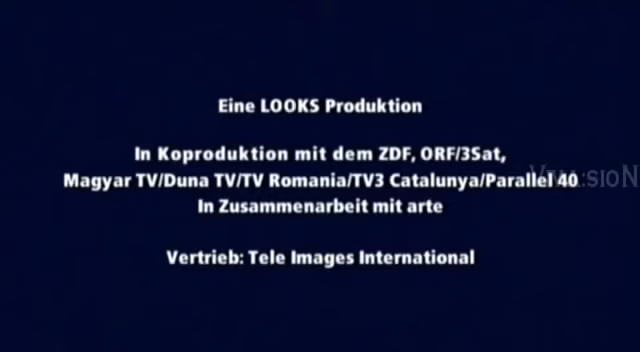 Eine LOOKS Produktion
In Koproduktion mit dem ZDF, ORF/3Sat,
Magyar TV/Duna TV/TV Romania/TV3 Catalunya/Parallel 40
In Zusammenarbeit mit arte
Vertrieb: Tele Images International